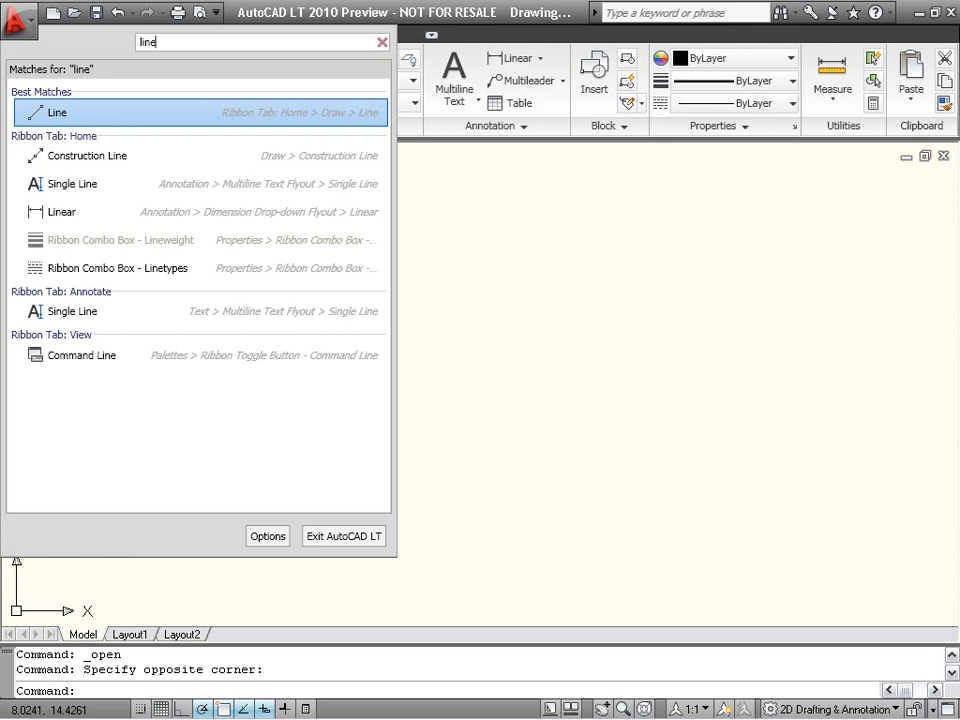 AutoCAD LT 2010 Preview - NOT FOR RESALE Drawing...
Type a keyword or phrase
line
Matches for: "line"
Best Matches
Line Ribbon Tab: Home > Draw > Line
Ribbon Tab: Home
Construction Line Draw > Construction Line
Single Line Annotation > Multiline Text Flyout > Single Line
Linear Annotation > Dimension Drop-down Flyout > Linear
Ribbon Combo Box - Lineweight Properties > Ribbon Combo Box -...
Ribbon Combo Box - Linetypes Properties > Ribbon Combo Box -...
Ribbon Tab: Annotate
Single Line Text > Multiline Text Flyout > Single Line
Ribbon Tab: View
Command Line Palettes > Ribbon Toggle Button - Command Line
Options Exit AutoCAD LT
A
Multiline
Text
Linear
Multileader
Table
Annotation
Insert
Block
ByLayer
ByLayer
ByLayer
Properties
Measure
Utilities
Paste
Clipboard
X
Model Layout1 Layout2
Command: _open
Command: Specify opposite corner:
Command:
8.0241, 14.4261
1:1
2D Drafting & Annotation